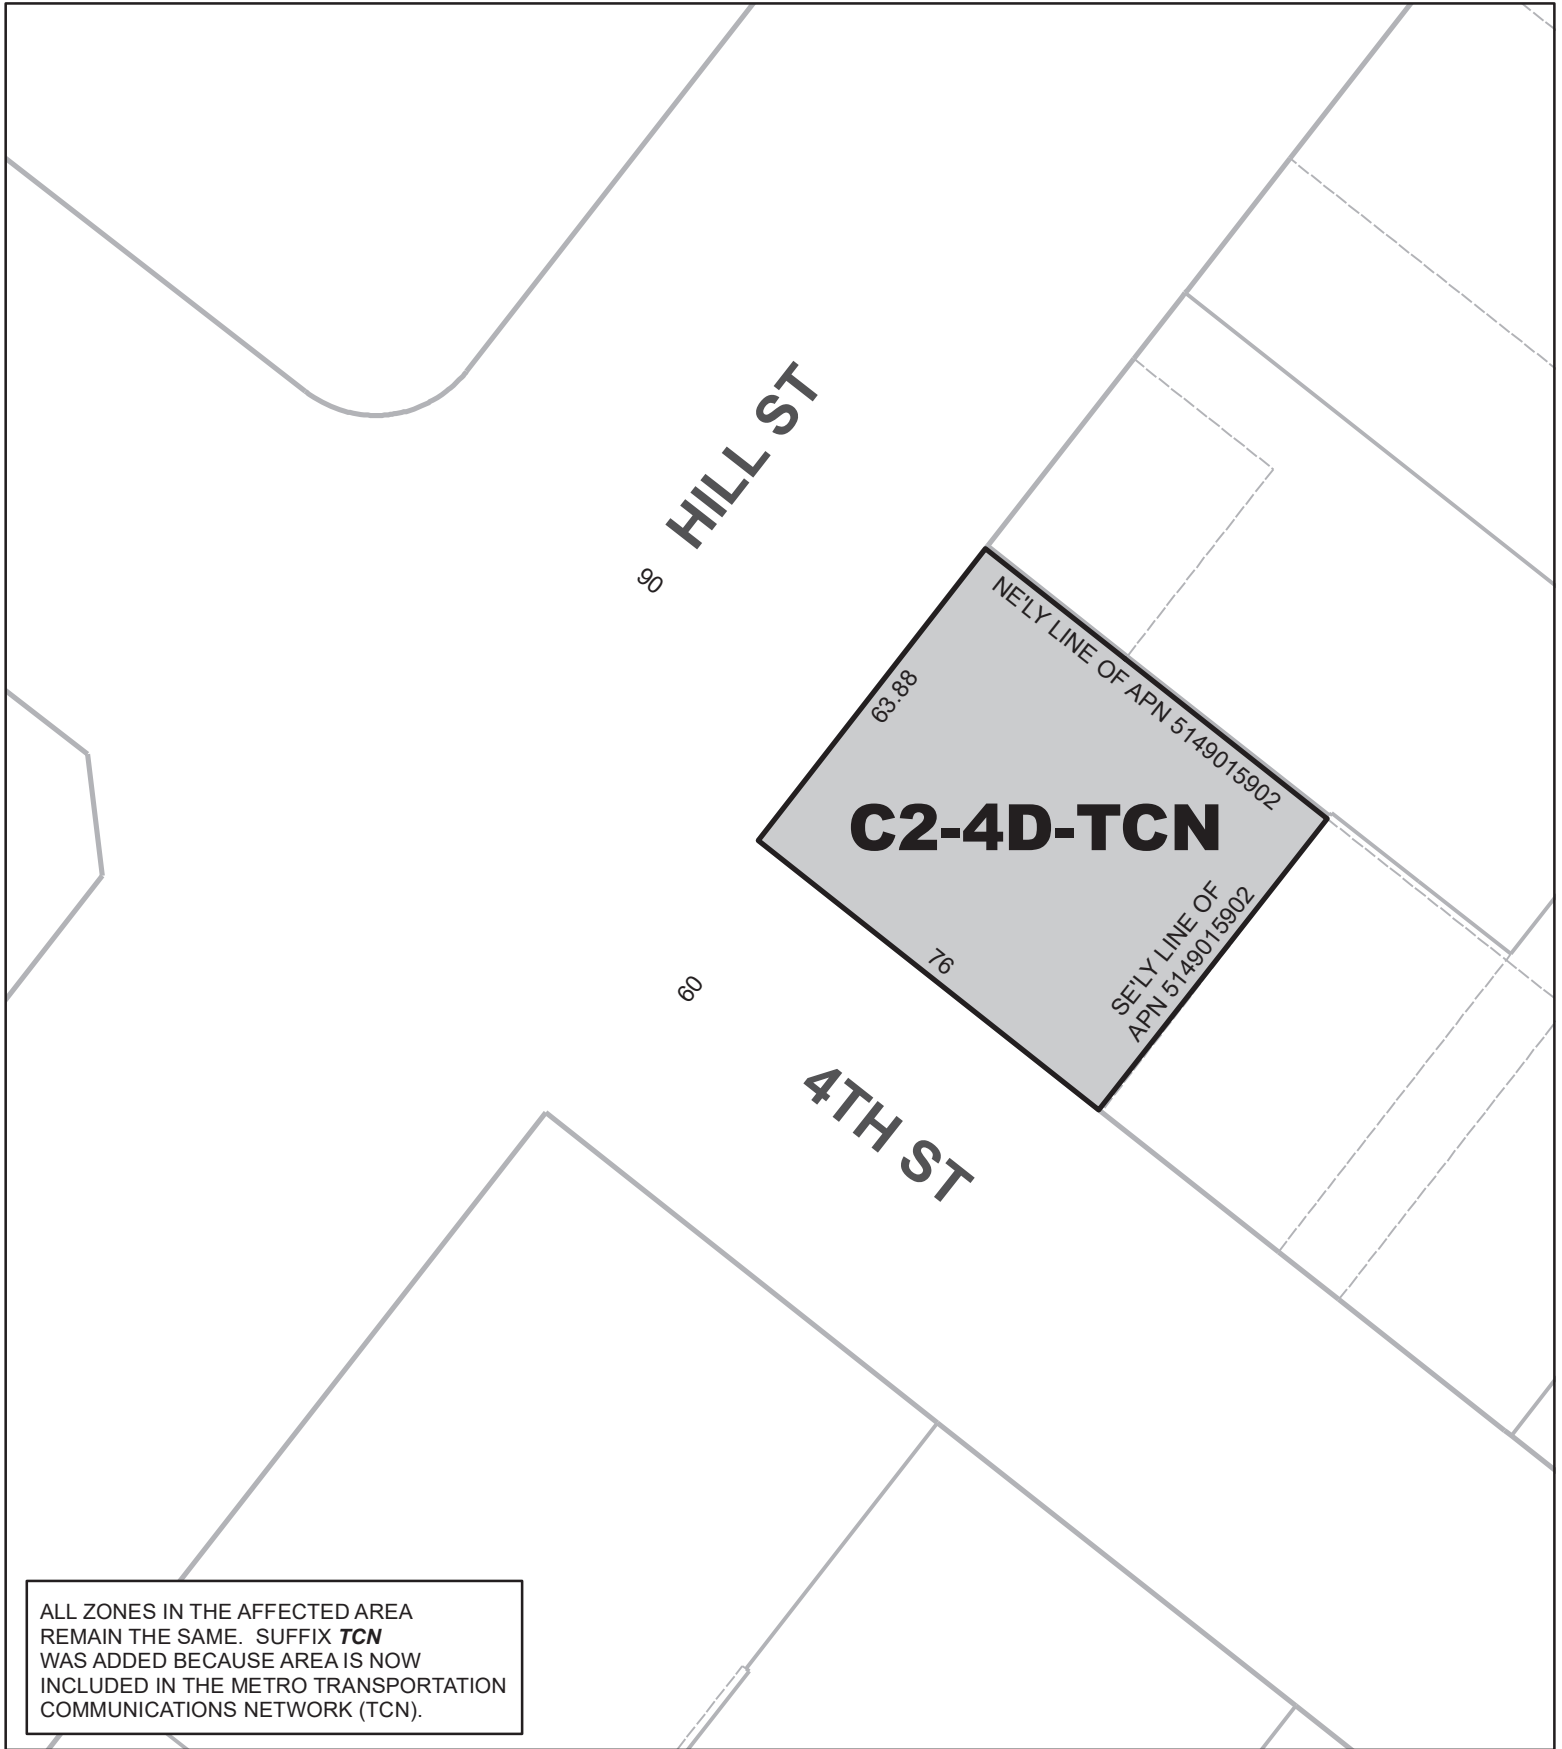 HILL ST
90
NE'LY LINE OF APN 5149015902
63.88
C2-4D-TCN
SE'LY LINE OF
APN 5149015902
76
60
4TH ST
ALL ZONES IN THE AFFECTED AREA
REMAIN THE SAME. SUFFIX TCN
WAS ADDED BECAUSE AREA IS NOW
INCLUDED IN THE METRO TRANSPORTATION
COMMUNICATIONS NETWORK (TCN).